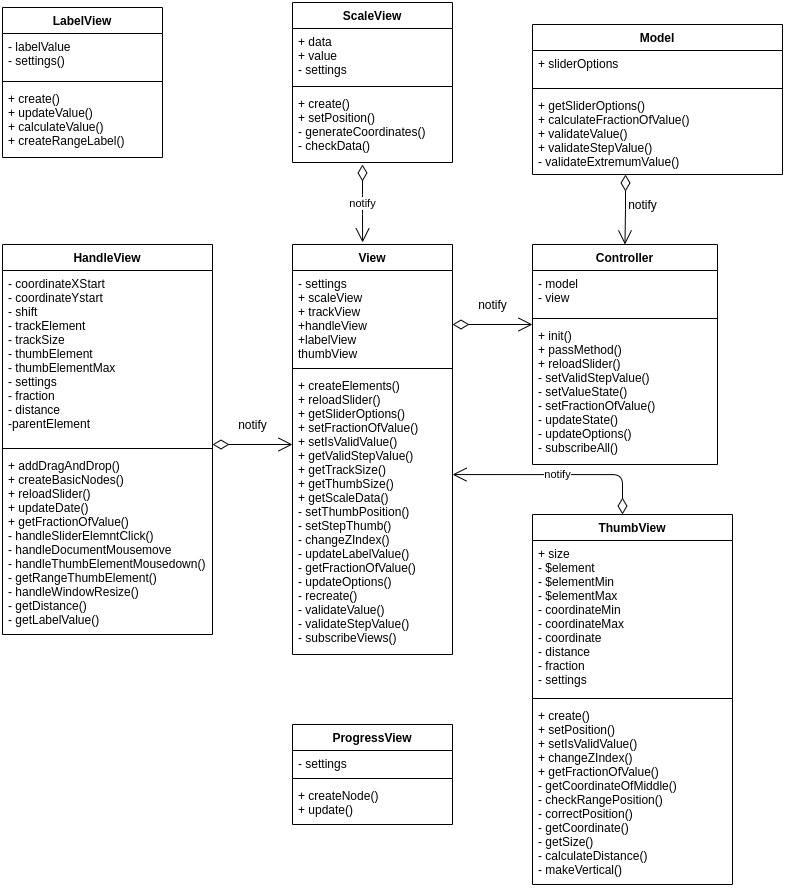 LabelView
- labelValue
- settings()
+ create()
+ updateValue()
+ calculateValue()
+ createRangeLabel()
ScaleView
+ data
+ value
- settings
+ create()
+ setPosition()
- generateCoordinates()
- checkData()
Model
+ sliderOptions
+ getSliderOptions()
+ calculateFractionOfValue()
+ validateValue()
+ validateStepValue()
- validateExtremumValue()
notify
notify
HandleView
- coordinateXStart
- coordinateYstart
- shift
- trackElement
- trackSize
- thumbElement
- thumbElementMax
- settings
- fraction
- distance
-parentElement
+ addDragAndDrop()
+ createBasicNodes()
+ reloadSlider()
+ updateDate()
+ getFractionOfValue()
- handleSliderElemntClick()
- handleDocumentMousemove
- handleThumbElementMousedown()
- getRangeThumbElement()
- handleWindowResize()
- getDistance()
- getLabelValue()
notify
View
- settings
+ scaleView
+ trackView
+handleView
+labelView
thumbView
+ createElements()
+ reloadSlider()
+ getSliderOptions()
+ setFractionOfValue()
+ setIsValidValue()
+ getValidStepValue()
+ getTrackSize()
+ getThumbSize()
+ getScaleData()
- setThumbPosition()
- setStepThumb()
- changeZIndex()
- updateLabelValue()
- getFractionOfValue()
- updateOptions()
- recreate()
- validateValue()
- validateStepValue()
- subscribeViews()
notify
Controller
- model
- view
+ init()
+ passMethod()
+ reloadSlider()
- setValidStepValue()
- setValueState()
- setFractionOfValue()
- updateState()
- updateOptions()
- subscribeAll()
notify
ThumbView
+ size
- $element
- $elementMin
- $elementMax
- coordinateMin
- coordinateMax
- coordinate
- distance
- fraction
- settings
+ create()
+ setPosition()
+ setIsValidValue()
+ changeZIndex()
+ getFractionOfValue()
- getCoordinateOfMiddle()
- checkRangePosition()
- correctPosition()
- getCoordinate()
- getSize()
- calculateDistance()
- makeVertical()
ProgressView
- settings
+ createNode()
+ update()